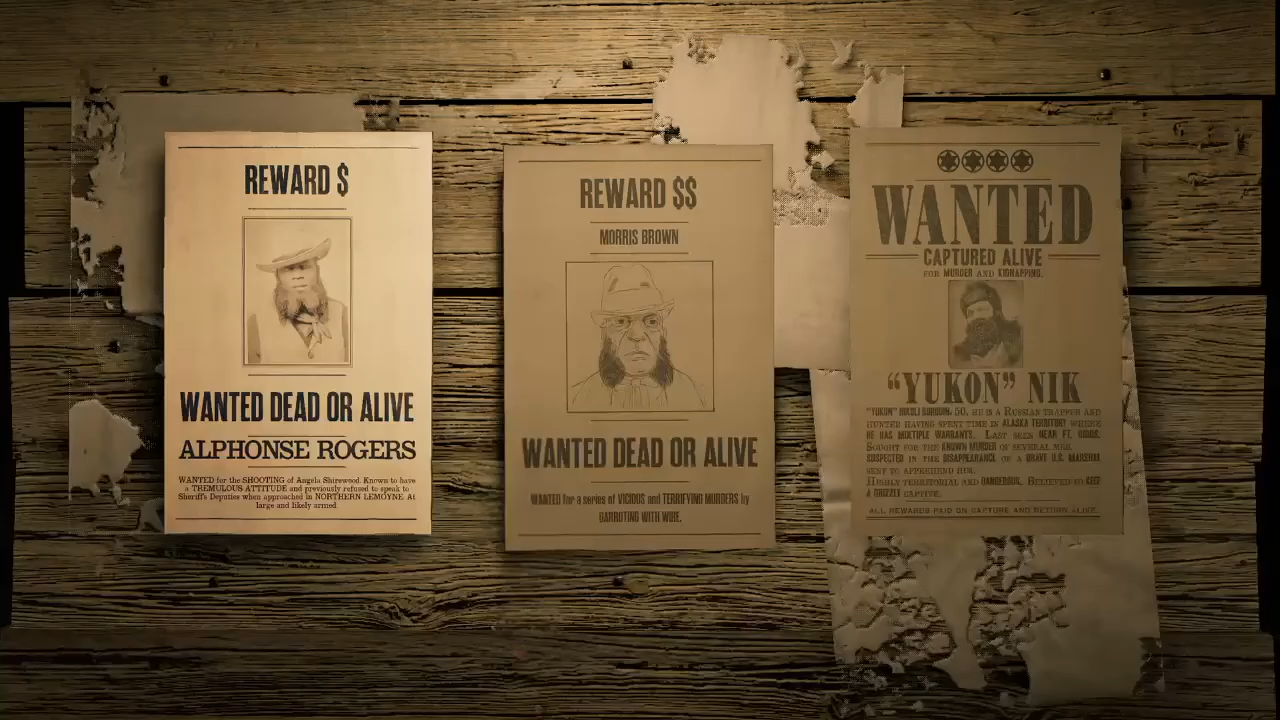 REWARD $
WANTED DEAD OR ALIVE
ALPHONSE ROGERS
WANTED for the SHOOTING of Angela Shirewood. Known to have
a TREMULOUS ATTITUDE and previously refused to speak to
Sheriff's Deputies when approached in NORTHERN LEMOYNE. At
large and likely armed.
REWARD $$
MORRIS BROWN
WANTED DEAD OR ALIVE
WANTED for a series of VICIOUS and TERRIFYING MURDERS by
GARROTING WITH WIRE.
WANTED
CAPTURED ALIVE
FOR MURDER AND KIDNAPPING.
"YUKON" NIK
"YUKON" NIKOLI BORODIN, 50. HE IS A RUSSIAN TRAPPER AND
HUNTER HAVING SPENT TIME IN ALASKA TERRITORY WHERE
HE HAS MULTIPLE WARRANTS. LAST SEEN NEAR FT. RIGGS.
SOUGHT FOR THE KNOWN MURDER OF SEVERAL MEN.
SUSPECTED IN THE DISAPPEARANCE OF A BRAVE U.S. MARSHAL
SENT TO APPREHEND HIM.
HIGHLY TERRITORIAL AND DANGEROUS. BELIEVED TO KEEP
A GRIZZLY CAPTIVE.
ALL REWARDS PAID ON CAPTURE AND RETURN ALIVE.